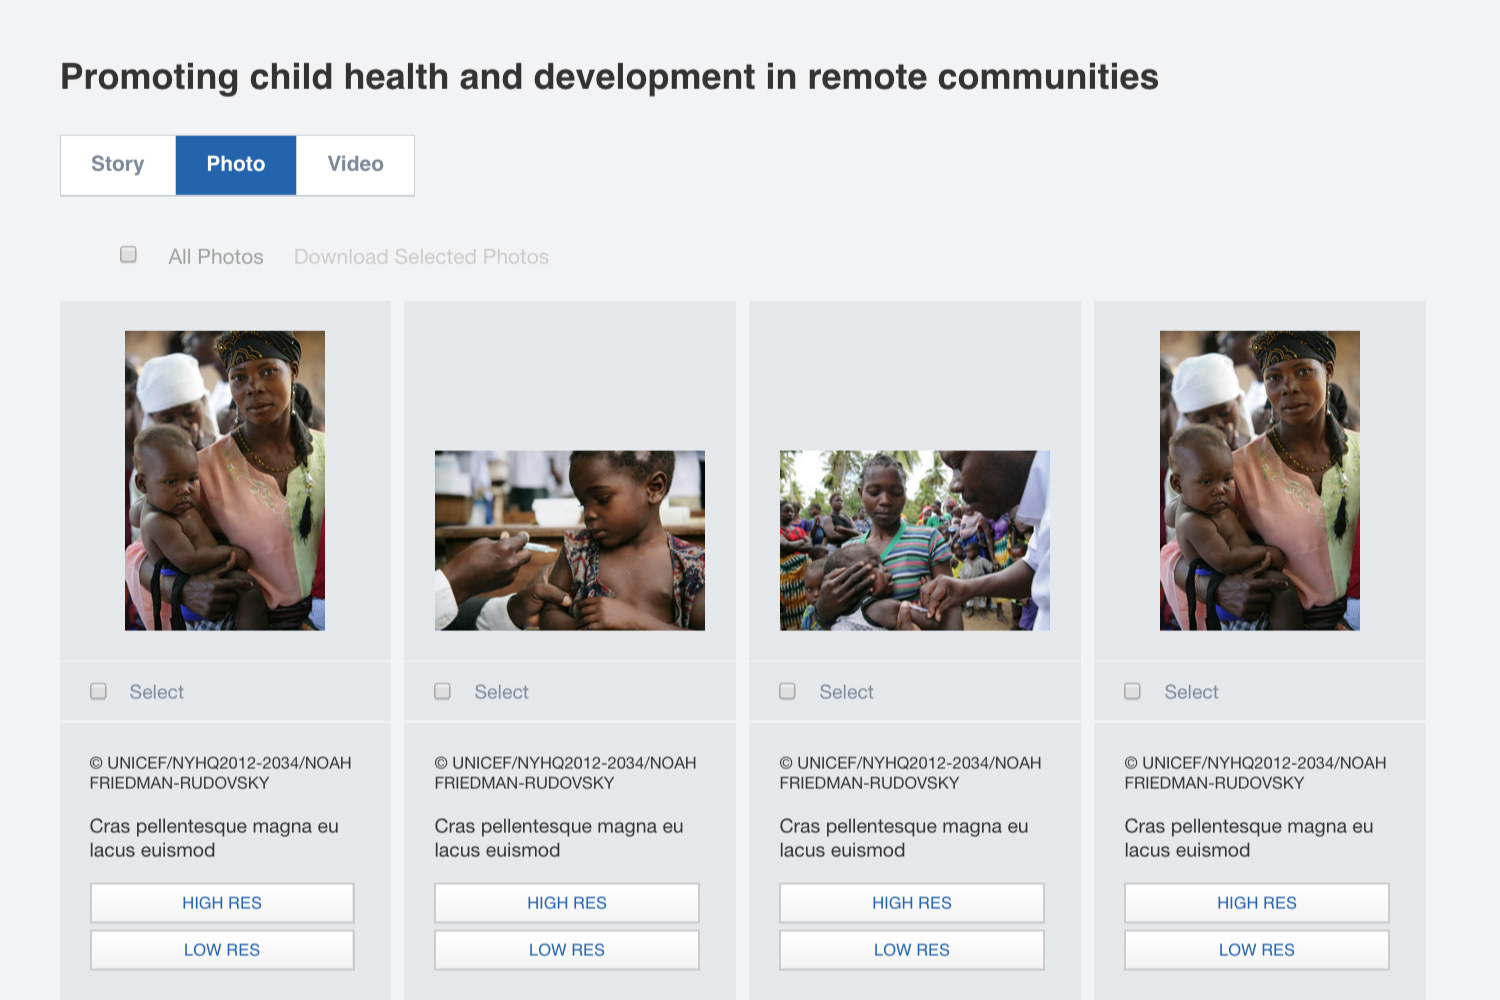 Promoting child health and development in remote communities
Story Photo Video
All Photos Download Selected Photos
Select Select Select Select
© UNICEF/NYHQ2012-2034/NOAH
FRIEDMAN-RUDOVSKY
Cras pellentesque magna eu
lacus euismod
HIGH RES
LOW RES
© UNICEF/NYHQ2012-2034/NOAH
FRIEDMAN-RUDOVSKY
Cras pellentesque magna eu
lacus euismod
HIGH RES
LOW RES
© UNICEF/NYHQ2012-2034/NOAH
FRIEDMAN-RUDOVSKY
Cras pellentesque magna eu
lacus euismod
HIGH RES
LOW RES
© UNICEF/NYHQ2012-2034/NOAH
FRIEDMAN-RUDOVSKY
Cras pellentesque magna eu
lacus euismod
HIGH RES
LOW RES